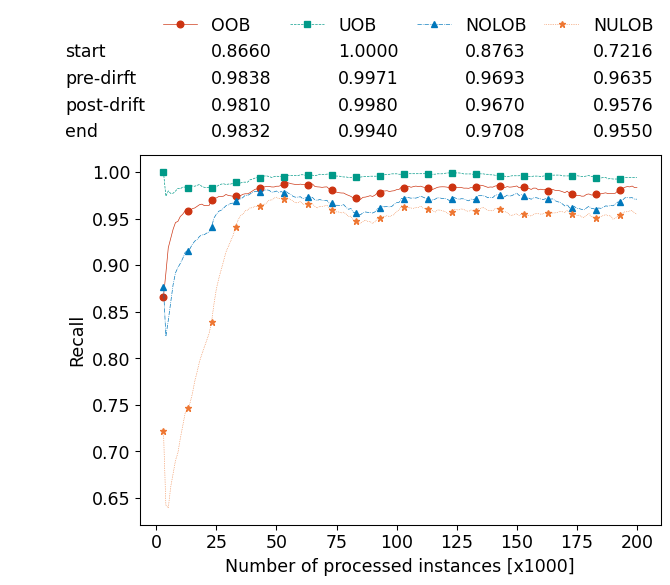 OOB UOB NOLOB NULOB
start 0.8660 1.0000 0.8763 0.7216
pre-dirft 0.9838 0.9971 0.9693 0.9635
post-drift 0.9810 0.9980 0.9670 0.9576
end 0.9832 0.9940 0.9708 0.9550
1.00
0.95
0.90
0.85
0.80
0.75
0.70
0.65
Recall
0 25 50 75 100 125 150 175 200
Number of processed instances [x1000]